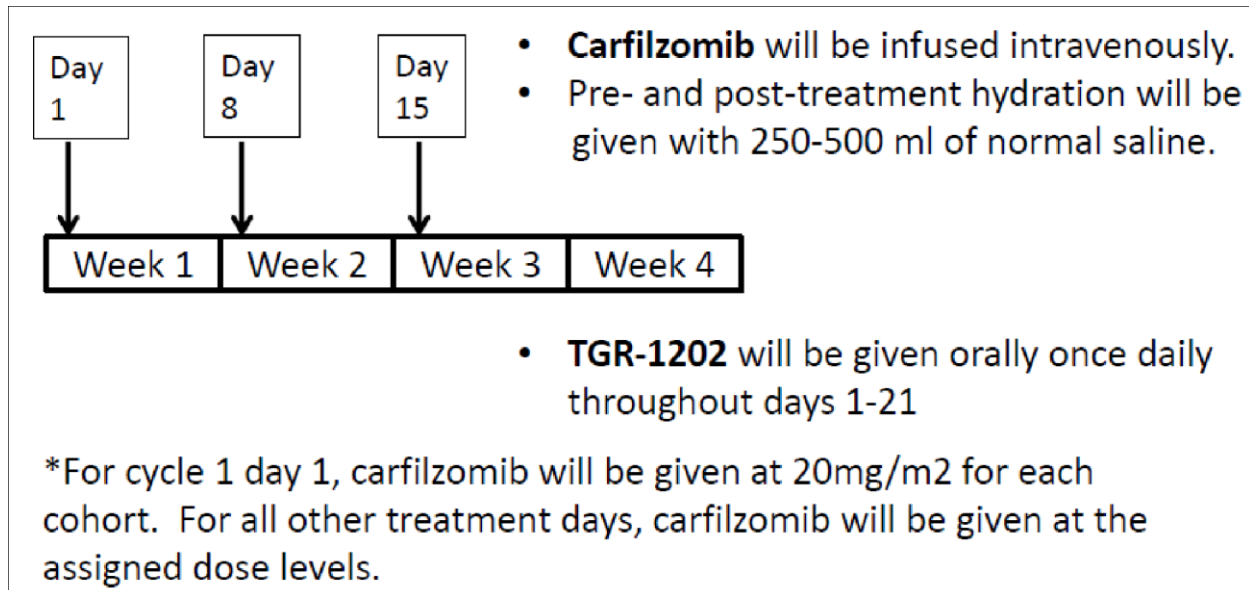 Day
1
Day
8
Day
15
• Carfilzomib will be infused intravenously.
• Pre- and post-treatment hydration will be
given with 250-500 ml of normal saline.
Week 1
Week 2
Week 3
Week 4
• TGR-1202 will be given orally once daily
throughout days 1-21
*For cycle 1 day 1, carfilzomib will be given at 20mg/m2 for each
cohort.  For all other treatment days, carfilzomib will be given at the
assigned dose levels.